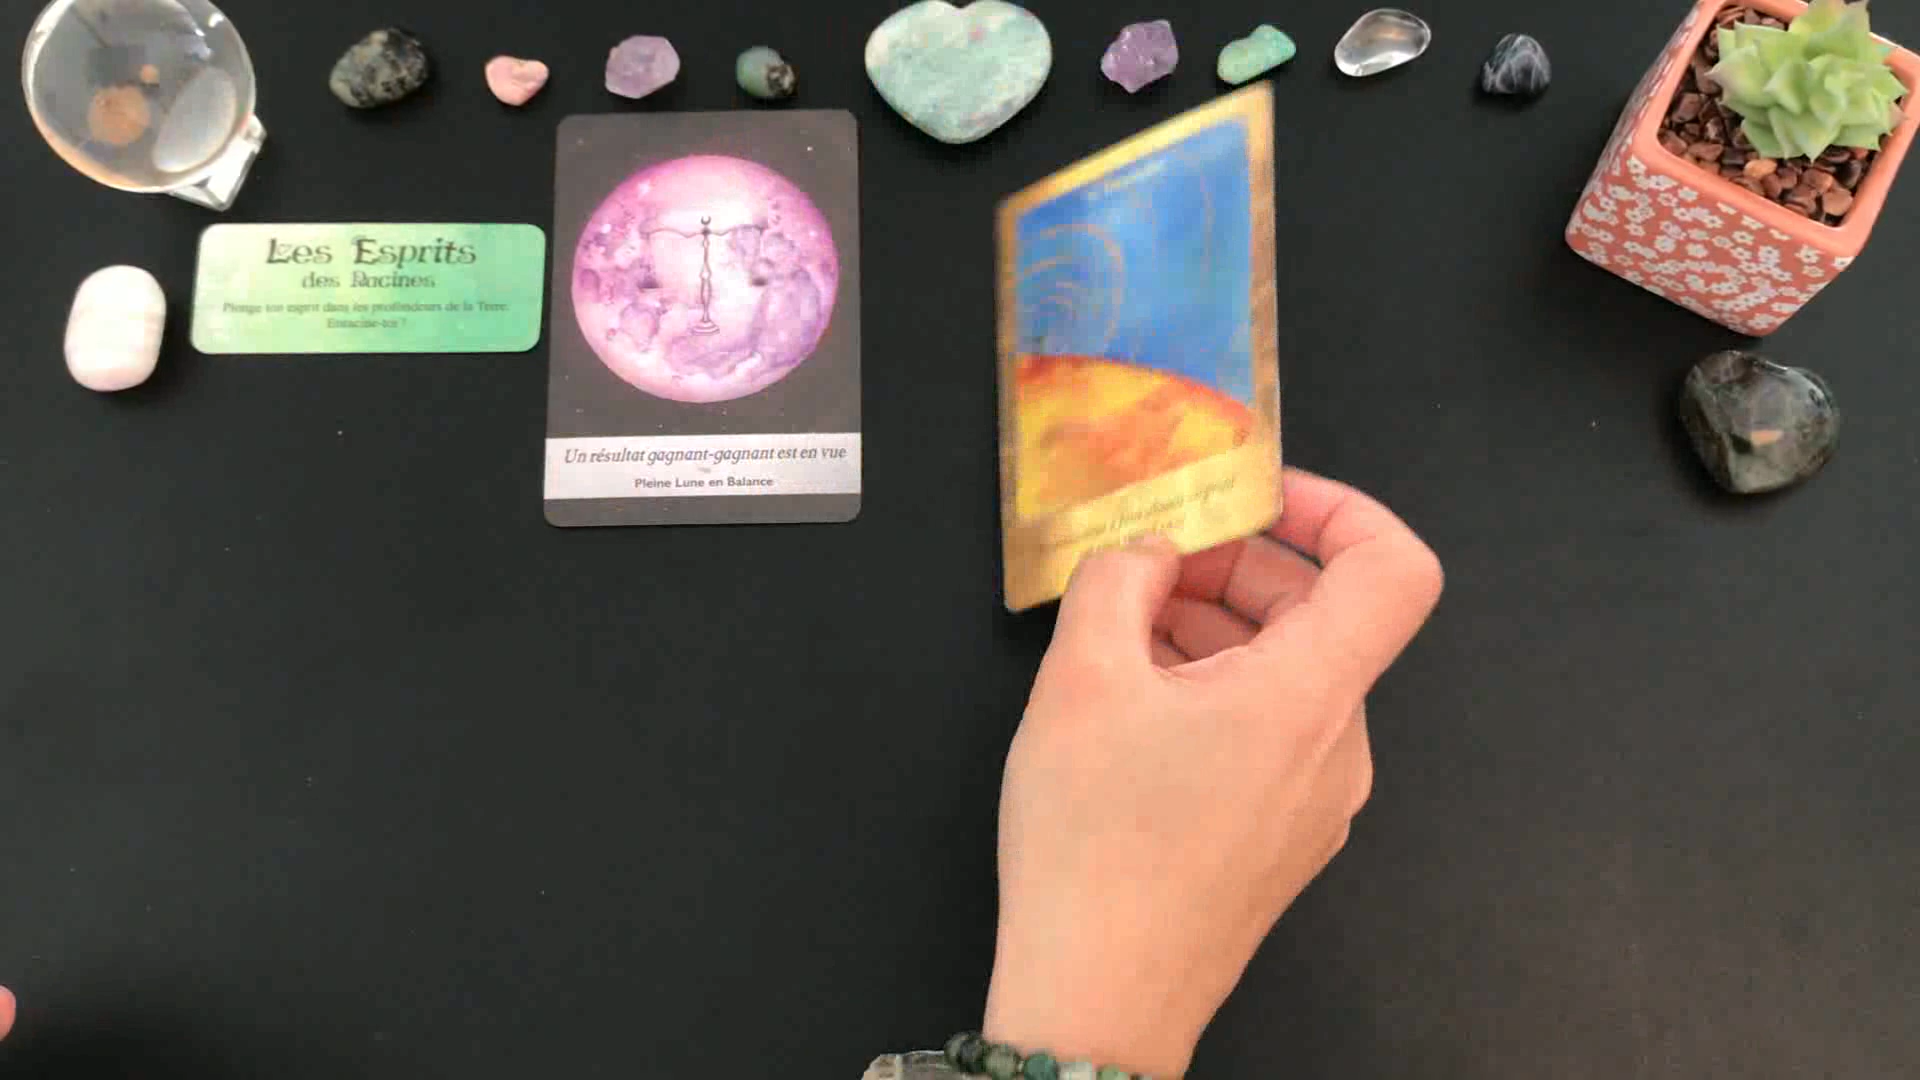 Les Esprits
des Racines
Plonge ton esprit dans les profondeurs de la Terre.
Enracine-toi !
Un résultat gagnant-gagnant est en vue
Pleine Lune en Balance